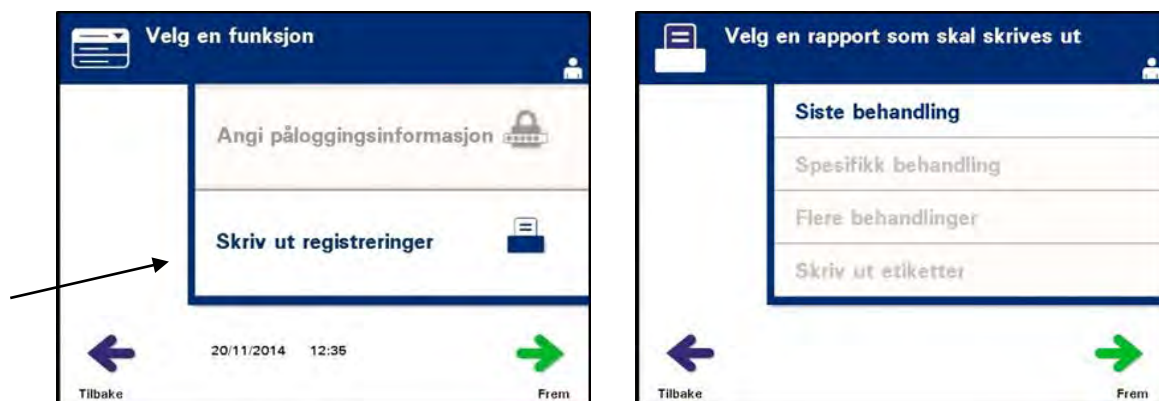 Velg en funksjon
Angi påloggingsinformasjon
Skriv ut registreringer
20/11/2014 12:35
Tilbake
Frem
Velg en rapport som skal skrives ut
Siste behandling
Spesifikk behandling
Flere behandlinger
Skriv ut etiketter
Tilbake
Frem